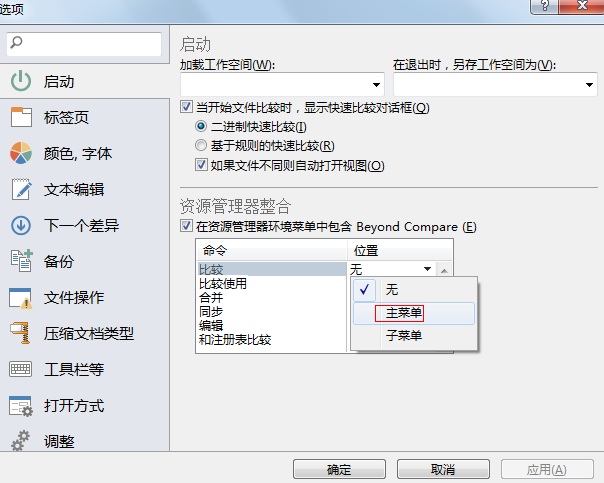 选项
启动
标签页
颜色, 字体
文本编辑
下一个差异
备份
文件操作
压缩文档类型
工具栏等
打开方式
调整
启动
加载工作空间(W): 在退出时，另存工作空间为(V):
当开始文件比较时，显示快速比较对话框(Q)
二进制快速比较(I)
基于规则的快速比较(R)
如果文件不同则自动打开视图(O)
资源管理器整合
在资源管理器环境菜单中包含 Beyond Compare (E)
命令 位置
比较 无
比较使用
合并
同步
编辑
和注册表比较
无
主菜单
子菜单
确定 取消 应用(A)